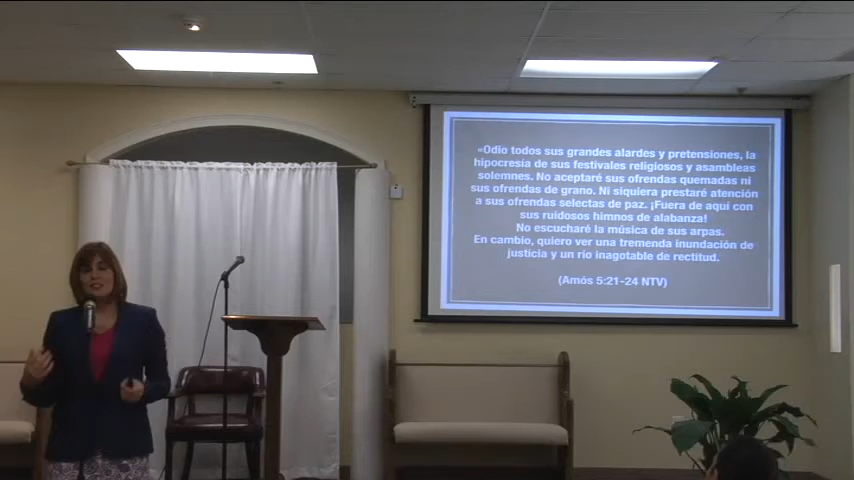 «Odio todos sus grandes alardes y pretensiones, la
hipocresía de sus festivales religiosos y asambleas
solemnes. No aceptaré sus ofrendas quemadas ni
sus ofrendas de grano. Ni siquiera prestaré atención
a sus ofrendas selectas de paz. ¡Fuera de aquí con
sus ruidosos himnos de alabanza!
No escucharé la música de sus arpas.
En cambio, quiero ver una tremenda inundación de
justicia y un río inagotable de rectitud.
(Amós 5:21-24 NTV)